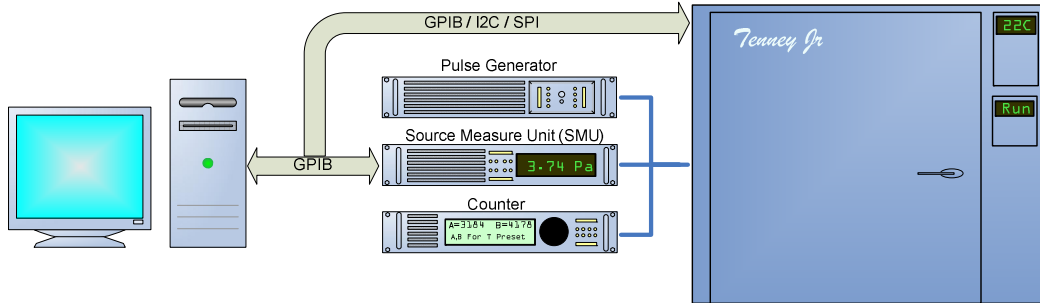 GPIB / I2C / SPI
Tenney Jr
22C
Pulse Generator
Run
Source Measure Unit (SMU)
GPIB
3.74 Pa
Counter
A=3184 B=4178
A,B For T Preset